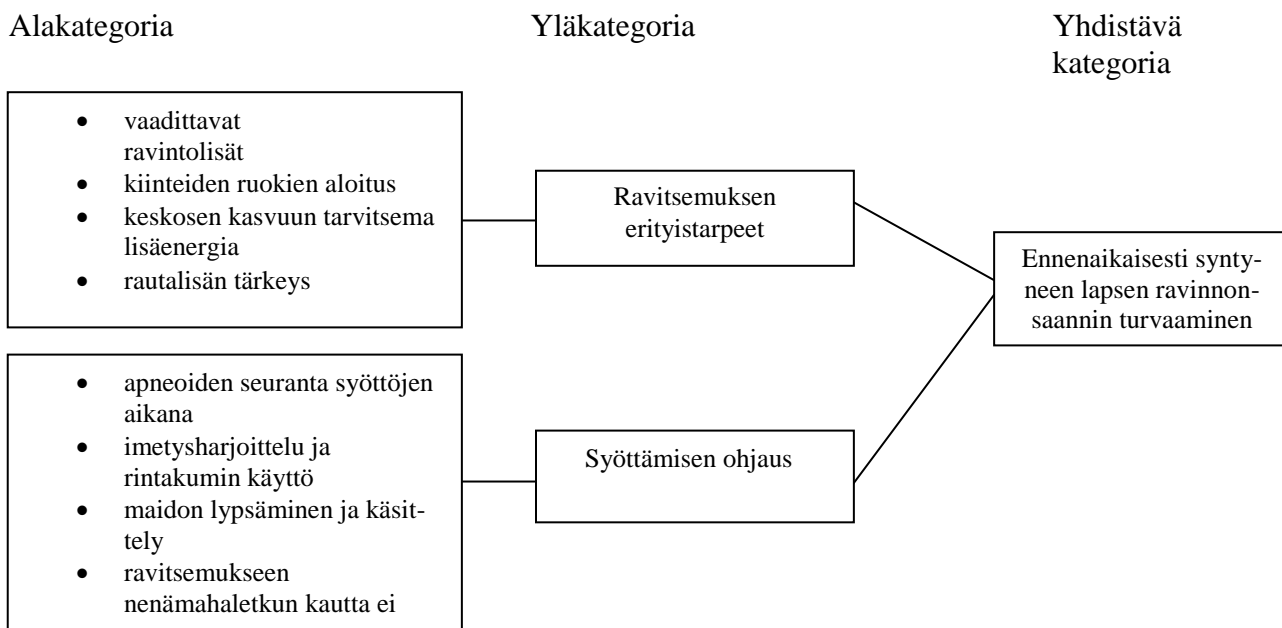 Alakategoria
Yläkategoria
Yhdistävä
kategoria
• vaadittavat
ravintolisät
• kiinteiden ruokien aloitus
• keskosen kasvuun tarvitsema
lisäenergia
• rautalisän tärkeys
Ravitsemuksen
erityistarpeet
Ennenaikaisesti synty-
neen lapsen ravinnon-
saannin turvaaminen
• apneoiden seuranta syöttöjen
aikana
• imetysharjoittelu ja
rintakumin käyttö
• maidon lypsäminen ja käsit-
tely
• ravitsemukseen
nenämahaletkun kautta ei
Syöttämisen ohjaus